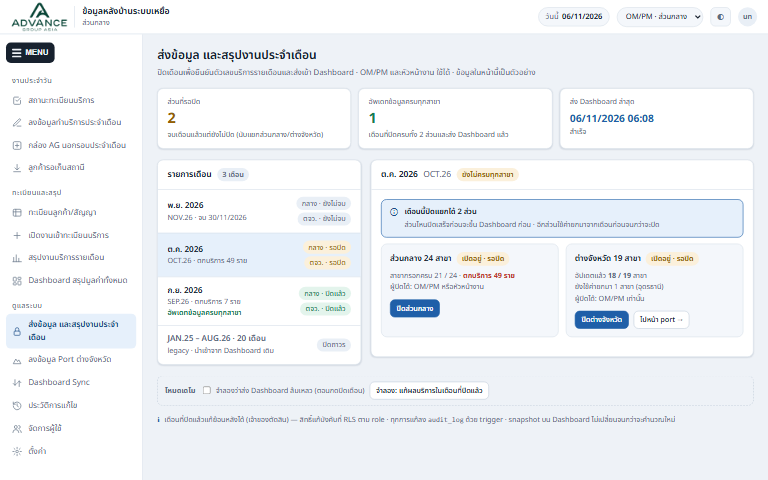 ADVANCE
GROUP ASIA
ข้อมูลหลังบ้านระบบเหยื่อ
ส่วนกลาง
วันนี้ 06/11/2026
OM/PM · ส่วนกลาง
นก
MENU
งานประจำวัน
สถานะทะเบียนบริการ
ลงข้อมูลทำบริการประจำเดือน
กล่อง AG นอกรอบประจำเดือน
ลูกค้ารอเก็บสถานี
ทะเบียนและสรุป
ทะเบียนลูกค้า/สัญญา
เปิดงานเข้าทะเบียนบริการ
สรุปงานบริการรายเดือน
Dashboard สรุปมูลค่าทั้งหมด
ดูแลระบบ
ส่งข้อมูล และสรุปงานประจำเดือน
ลงข้อมูล Port ต่างจังหวัด
Dashboard Sync
ประวัติการแก้ไข
จัดการผู้ใช้
ตั้งค่า
ส่งข้อมูล และสรุปงานประจำเดือน
ปิดเดือนเพื่อยืนยันตัวเลขบริการรายเดือนและส่งเข้า Dashboard · OM/PM และหัวหน้างาน ใช้ได้ · ข้อมูลในหน้านี้เป็นตัวอย่าง
ส่วนที่รอปิด
2
จบเดือนแล้วแต่ยังไม่ปิด (นับแยกส่วนกลาง/ต่างจังหวัด)
อัพเดทข้อมูลครบทุกสาขา
1
เดือนที่ปิดครบทั้ง 2 ส่วนและส่ง Dashboard แล้ว
ส่ง Dashboard ล่าสุด
06/11/2026 06:08
สำเร็จ
รายการเดือน 3 เดือน
พ.ย. 2026
NOV.26 · จบ 30/11/2026
กลาง · ยังไม่จบ
ตจว. · ยังไม่จบ
ต.ค. 2026
OCT.26 · ตกบริการ 49 ราย
กลาง · รอปิด
ตจว. · รอปิด
ก.ย. 2026
SEP.26 · ตกบริการ 7 ราย
อัพเดทข้อมูลครบทุกสาขา
กลาง · ปิดแล้ว
ตจว. · ปิดแล้ว
JAN.25 – AUG.26 · 20 เดือน
legacy · นำเข้าจาก Dashboard เดิม
ปิดถาวร
ต.ค. 2026 OCT.26 ยังไม่ครบทุกสาขา
เดือนนี้ปิดแยกได้ 2 ส่วน
ส่วนไหนปิดเสร็จก่อนจะขึ้น Dashboard ก่อน · อีกส่วนใช้ค่ายกมาจากเดือนก่อนจนกว่าจะปิด
ส่วนกลาง 24 สาขา เปิดอยู่ · รอปิด
สาขากรอกครบ 21 / 24 · ตกบริการ 49 ราย
ผู้ปิดได้: OM/PM หรือหัวหน้างาน
ปิดส่วนกลาง
ต่างจังหวัด 19 สาขา เปิดอยู่ · รอปิด
อัปเดตแล้ว 18 / 19 สาขา
ยังใช้ค่ายกมา 1 สาขา (อุดรธานี)
ผู้ปิดได้: OM/PM เท่านั้น
ปิดต่างจังหวัด
ไปหน้า port →
โหมดเดโม
จำลองว่าส่ง Dashboard ล้มเหลว (ตอนกดปิดเดือน)
จำลอง: แก้ผลบริการในเดือนที่ปิดแล้ว
เดือนที่ปิดแล้วแก้ย้อนหลังได้ (เจ้าของตัดสิน) — สิทธิ์แก้บังคับที่ RLS ตาม role · ทุกการแก้ลง audit_log ด้วย trigger · snapshot บน Dashboard ไม่เปลี่ยนจนกว่าจะคำนวณใหม่